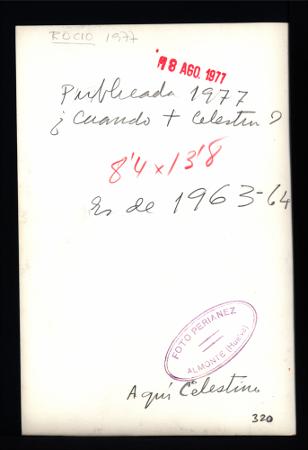 ROCIO 1977
18 AGO. 1977
Publicada 1977
¿Cuando + Celestin?
8'4 x 13'8
Es de 1963-64
FOTO PERIAÑEZ
ALMONTE (Huelva)
Aquí Celestino
320